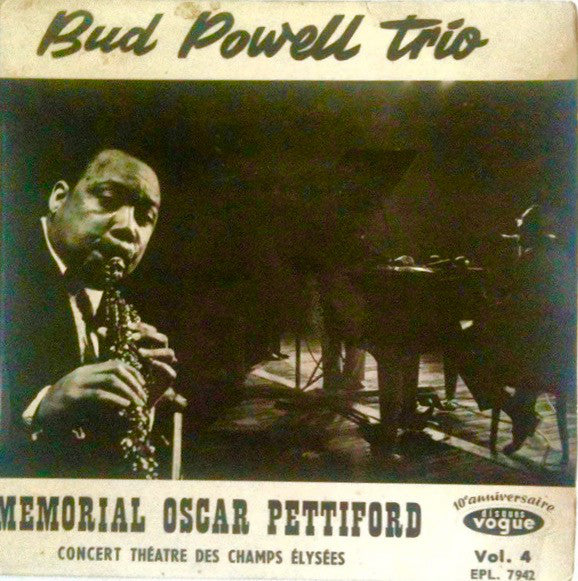 Bud Powell trio
MEMORIAL OSCAR PETTIFORD
CONCERT THÉATRE DES CHAMPS ÉLYSÉES
10e anniversaire
disques
vogue
Vol. 4
EPL. 7942